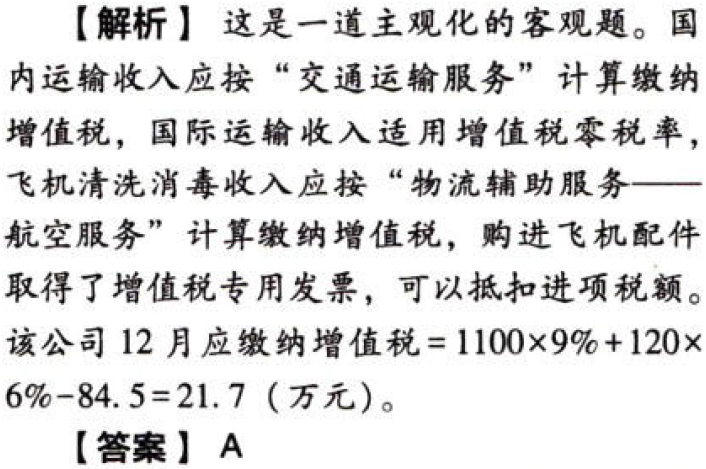 【解析】 这是一道主观化的客观题。国
内运输收入应按“交通运输服务”计算缴纳
增值税，国际运输收入适用增值税零税率，
飞机清洗消毒收入应按“物流辅助服务——
航空服务”计算缴纳增值税，购进飞机配件
取得了增值税专用发票，可以抵扣进项税额。
该公司 12 月应缴纳增值税=1100×9%+120×
6%-84.5=21.7（万元）。
【答案】 A